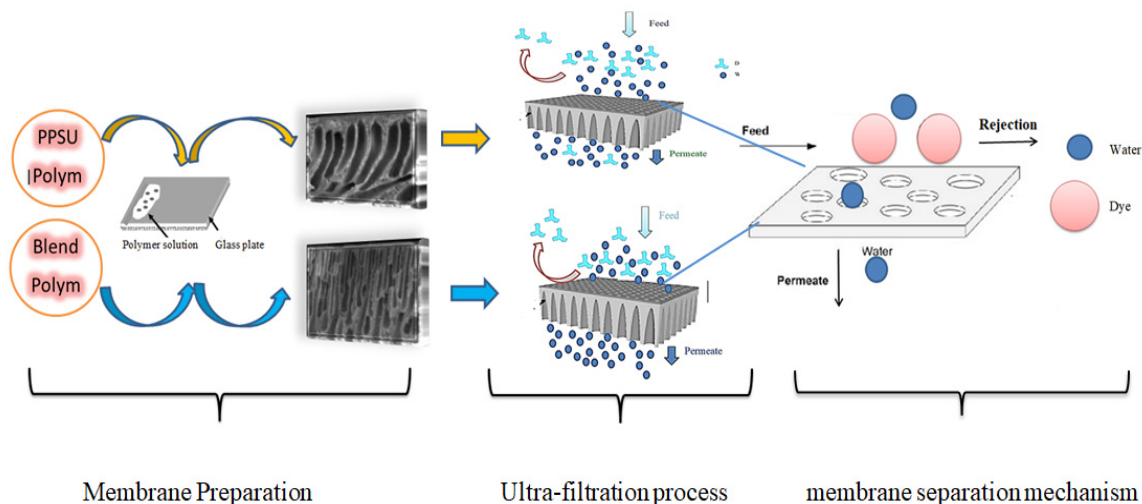 PPSU
Polym
Blend
Polym
Polymer solution
Glass plate
Feed
D
W
Permeate
Feed
Permeate
Feed
Rejection
Water
Dye
Water
Permeate
Membrane Preparation
Ultra-filtration process
membrane separation mechanism